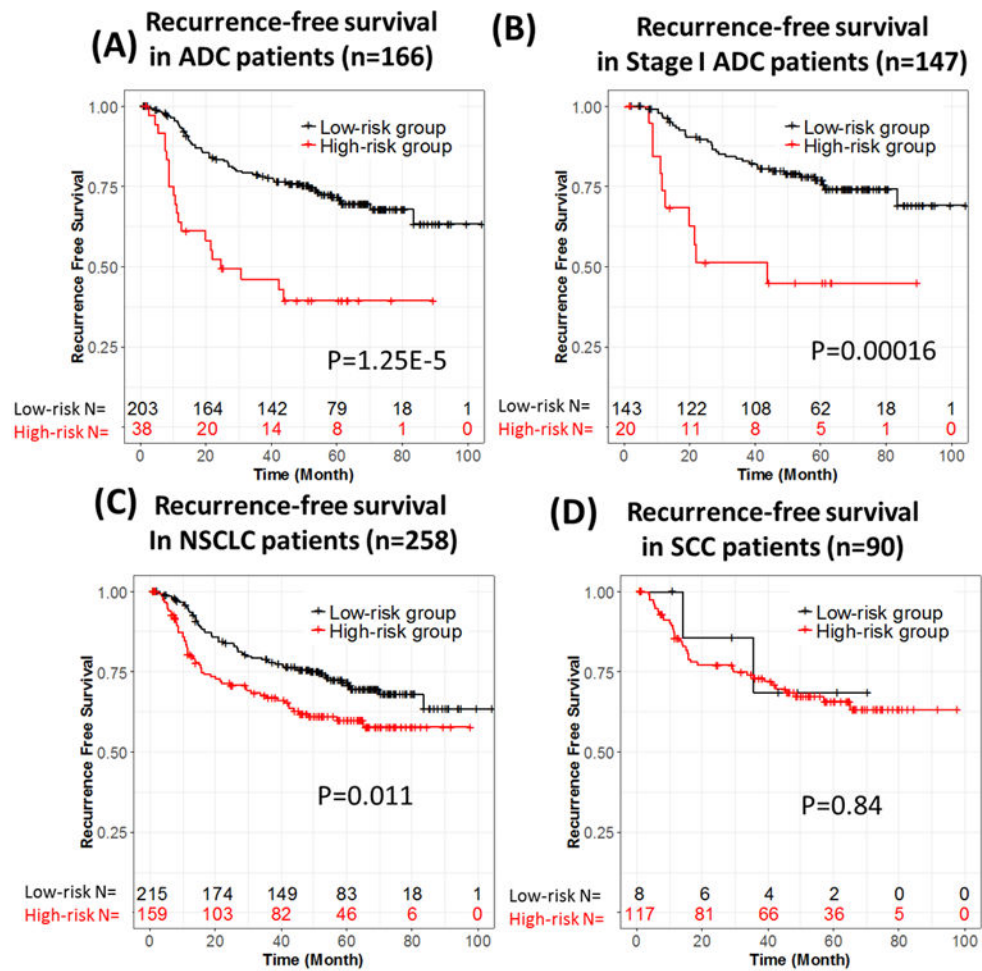 (A) Recurrence-free survival
in ADC patients (n=166)
Recurrence Free Survival
1.00
0.75
0.50
0.25
Low-risk group
High-risk group
P=1.25E-5
Low-risk N= 203 164 142 79 18 1
High-risk N= 38 20 14 8 1 0
0 20 40 60 80 100
Time (Month)
(B) Recurrence-free survival
in Stage I ADC patients (n=147)
Recurrence Free Survival
1.00
0.75
0.50
0.25
Low-risk group
High-risk group
P=0.00016
Low-risk N= 143 122 108 62 18 1
High-risk N= 20 11 8 5 1 0
0 20 40 60 80 100
Time (Month)
(C) Recurrence-free survival
In NSCLC patients (n=258)
Recurrence Free Survival
1.00
0.75
0.50
0.25
Low-risk group
High-risk group
P=0.011
Low-risk N= 215 174 149 83 18 1
High-risk N= 159 103 82 46 6 0
0 20 40 60 80 100
Time (Month)
(D) Recurrence-free survival
in SCC patients (n=90)
Recurrence Free Survival
1.00
0.75
0.50
0.25
Low-risk group
High-risk group
P=0.84
Low-risk N= 8 6 4 2 0 0
High-risk N= 117 81 66 36 5 0
0 20 40 60 80 100
Time (Month)